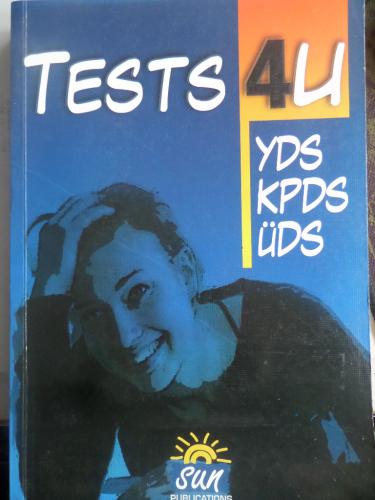 TESTS 4U
YDS
KPDS
ÜDS
sun
PUBLICATIONS